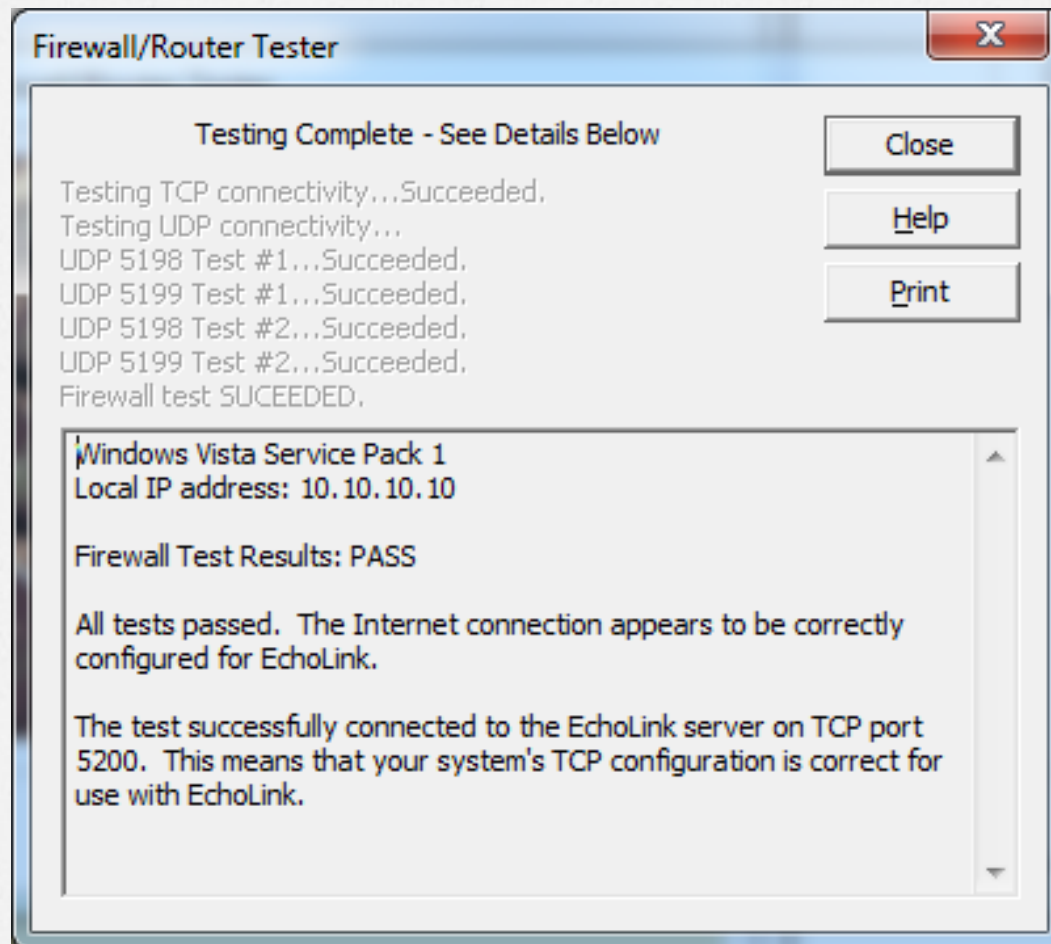 Firewall/Router Tester
Testing Complete - See Details Below
Close
Help
Print
Testing TCP connectivity...Succeeded.
Testing UDP connectivity...
UDP 5198 Test #1...Succeeded.
UDP 5199 Test #1...Succeeded.
UDP 5198 Test #2...Succeeded.
UDP 5199 Test #2...Succeeded.
Firewall test SUCEEDED.
Windows Vista Service Pack 1
Local IP address: 10.10.10.10
Firewall Test Results: PASS
All tests passed.  The Internet connection appears to be correctly
configured for EchoLink.
The test successfully connected to the EchoLink server on TCP port
5200.  This means that your system's TCP configuration is correct for
use with EchoLink.